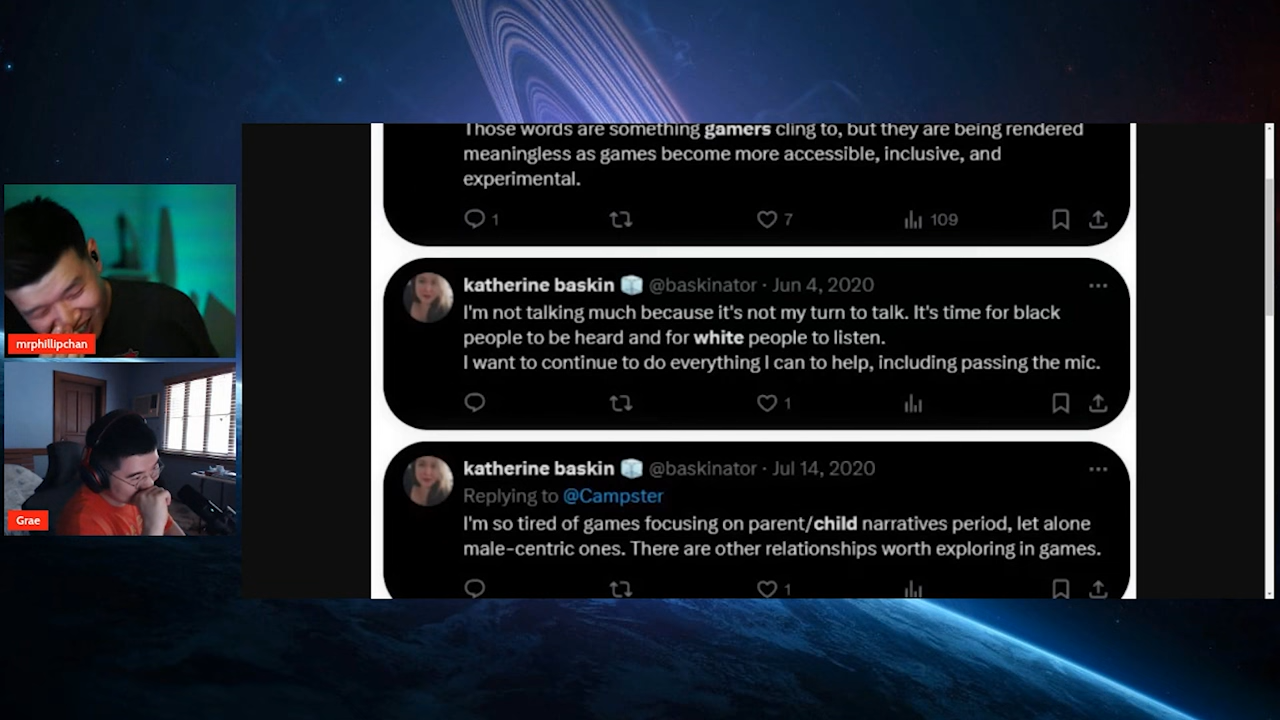 Those words are something gamers cling to, but they are being rendered
meaningless as games become more accessible, inclusive, and
experimental.
1 7 109
katherine baskin @baskinator · Jun 4, 2020
I'm not talking much because it's not my turn to talk. It's time for black
people to be heard and for white people to listen.
I want to continue to do everything I can to help, including passing the mic.
1
katherine baskin @baskinator · Jul 14, 2020
Replying to @Campster
I'm so tired of games focusing on parent/child narratives period, let alone
male-centric ones. There are other relationships worth exploring in games.
1
mrphillipchan
Grae